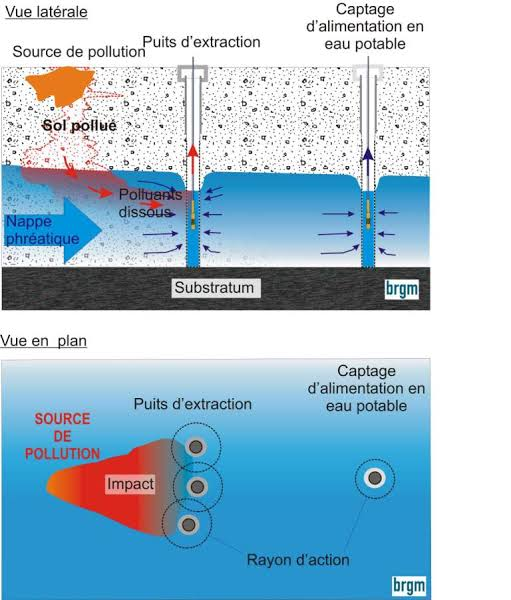 Vue latérale
Source de pollution
Puits d'extraction
Captage
d'alimentation en
eau potable
Sol pollué
Polluants
dissous
Nappe
phréatique
Substratum
brgm
Vue en plan
SOURCE
DE
POLLUTION
Impact
Puits d'extraction
Captage
d'alimentation en
eau potable
Rayon d'action
brgm